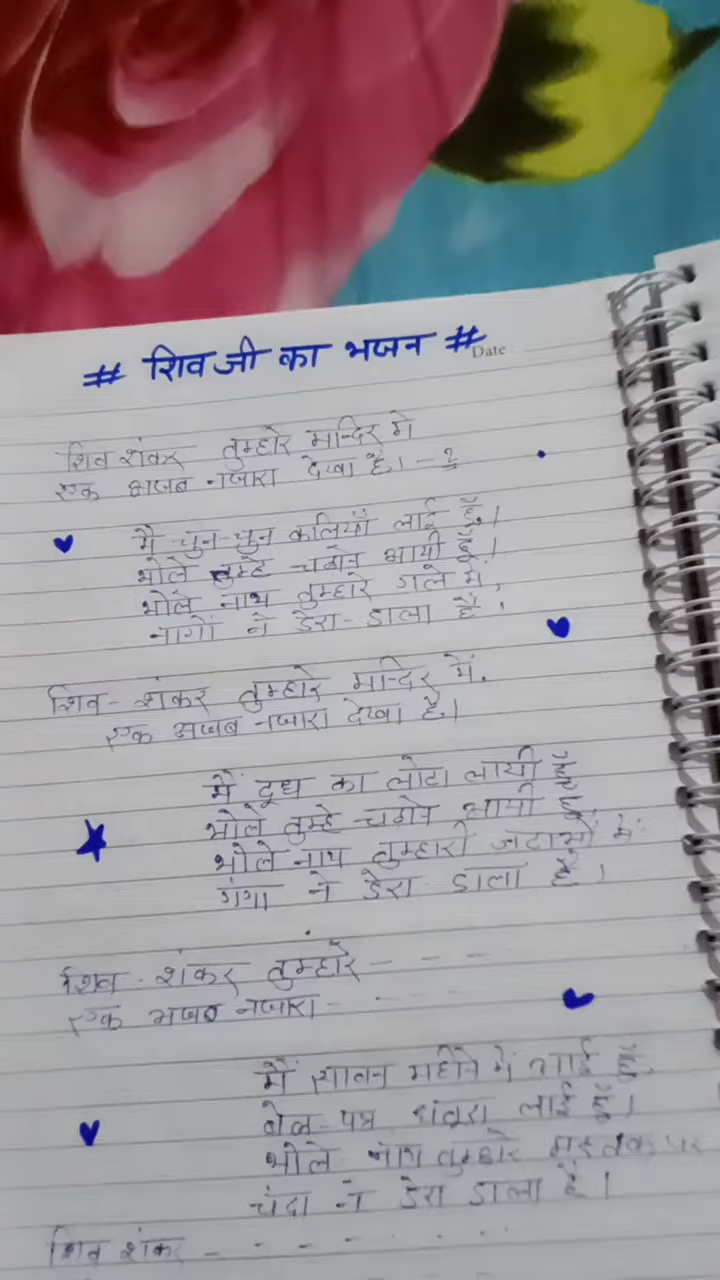 # शिव जी का भजन #
Date
शिव शंकर तुम्हारे मन्दिर मे
एक अजब नजारा देखा है। - २
मै चुन-चुन कलियाँ लाई हूँ।
भोले तुम्हे चढाने आयी हूँ।
भोले नाथ तुम्हारे गले मे,
नागों ने डेरा-डाला है।
शिव-शंकर तुम्हारे मन्दिर में.
एक अजब नजारा देखा है।
मैं दूध का लोटा लायी हूँ
भोले तुम्हे चढाने आयी हूँ
भोले नाथ तुम्हारी जटाओं में
गंगा ने डेरा डाला है।
शिव-शंकर तुम्हारे - - -
एक अजब नजारा - - -
मैं सावन महीने में आई हूँ
बेल-पत्र धतूरा लाई हूँ।
भोले नाथ तुम्हारे मस्तक पर
चंदा ने डेरा डाला है।
शिव शंकर - - - - - -